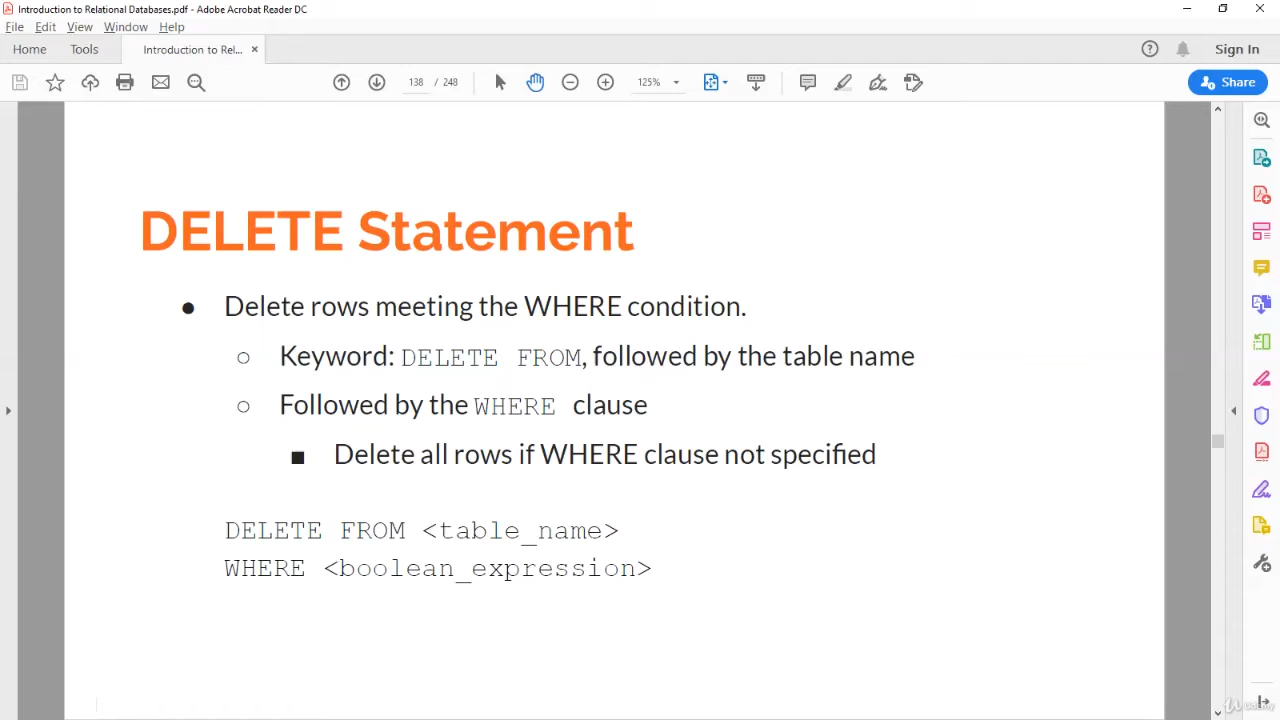 Introduction to Relational Databases.pdf - Adobe Acrobat Reader DC
File Edit View Window Help
Home Tools Introduction to Rel... × Sign In
138 / 248 125% Share
DELETE Statement
● Delete rows meeting the WHERE condition.
○ Keyword: DELETE FROM, followed by the table name
○ Followed by the WHERE clause
■ Delete all rows if WHERE clause not specified
DELETE FROM <table_name>
WHERE <boolean_expression>
Udemy